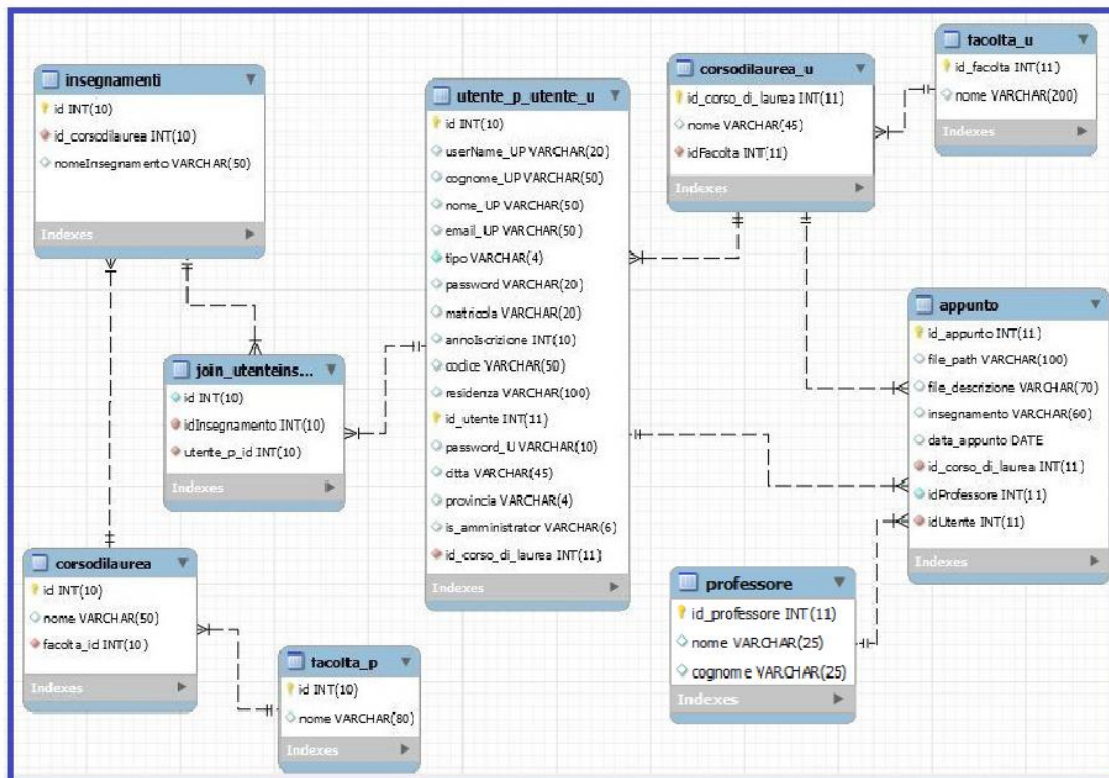 insegnamenti
id INT(10)
id_corsodilaurea INT(10)
nomeInsegnamento VARCHAR(50)
Indexes
utente_p_utente_u
id INT(10)
userName_UP VARCHAR(20)
cognome_UP VARCHAR(50)
nome_UP VARCHAR(50)
email_UP VARCHAR(50)
tipo VARCHAR(4)
password VARCHAR(20)
matricola VARCHAR(20)
annoIscrizione INT(10)
codice VARCHAR(50)
residenza VARCHAR(100)
id_utente INT(11)
password_U VARCHAR(10)
citta VARCHAR(45)
provincia VARCHAR(4)
is_amministrator VARCHAR(6)
id_corso_di_laurea INT(11)
Indexes
corsodilaurea_u
id_corso_di_laurea INT(11)
nome VARCHAR(45)
idFacolta INT(11)
Indexes
facolta_u
id_facolta INT(11)
nome VARCHAR(200)
Indexes
join_utenteins...
id INT(10)
idInsegnamento INT(10)
utente_p_id INT(10)
Indexes
appunto
id_appunto INT(11)
file_path VARCHAR(100)
file_descrizione VARCHAR(70)
insegnamento VARCHAR(60)
data_appunto DATE
id_corso_di_laurea INT(11)
idProfessore INT(11)
idUtente INT(11)
Indexes
corsodilaurea
id INT(10)
nome VARCHAR(50)
facolta_id INT(10)
Indexes
facolta_p
id INT(10)
nome VARCHAR(80)
Indexes
professore
id_professore INT(11)
nome VARCHAR(25)
cognome VARCHAR(25)
Indexes